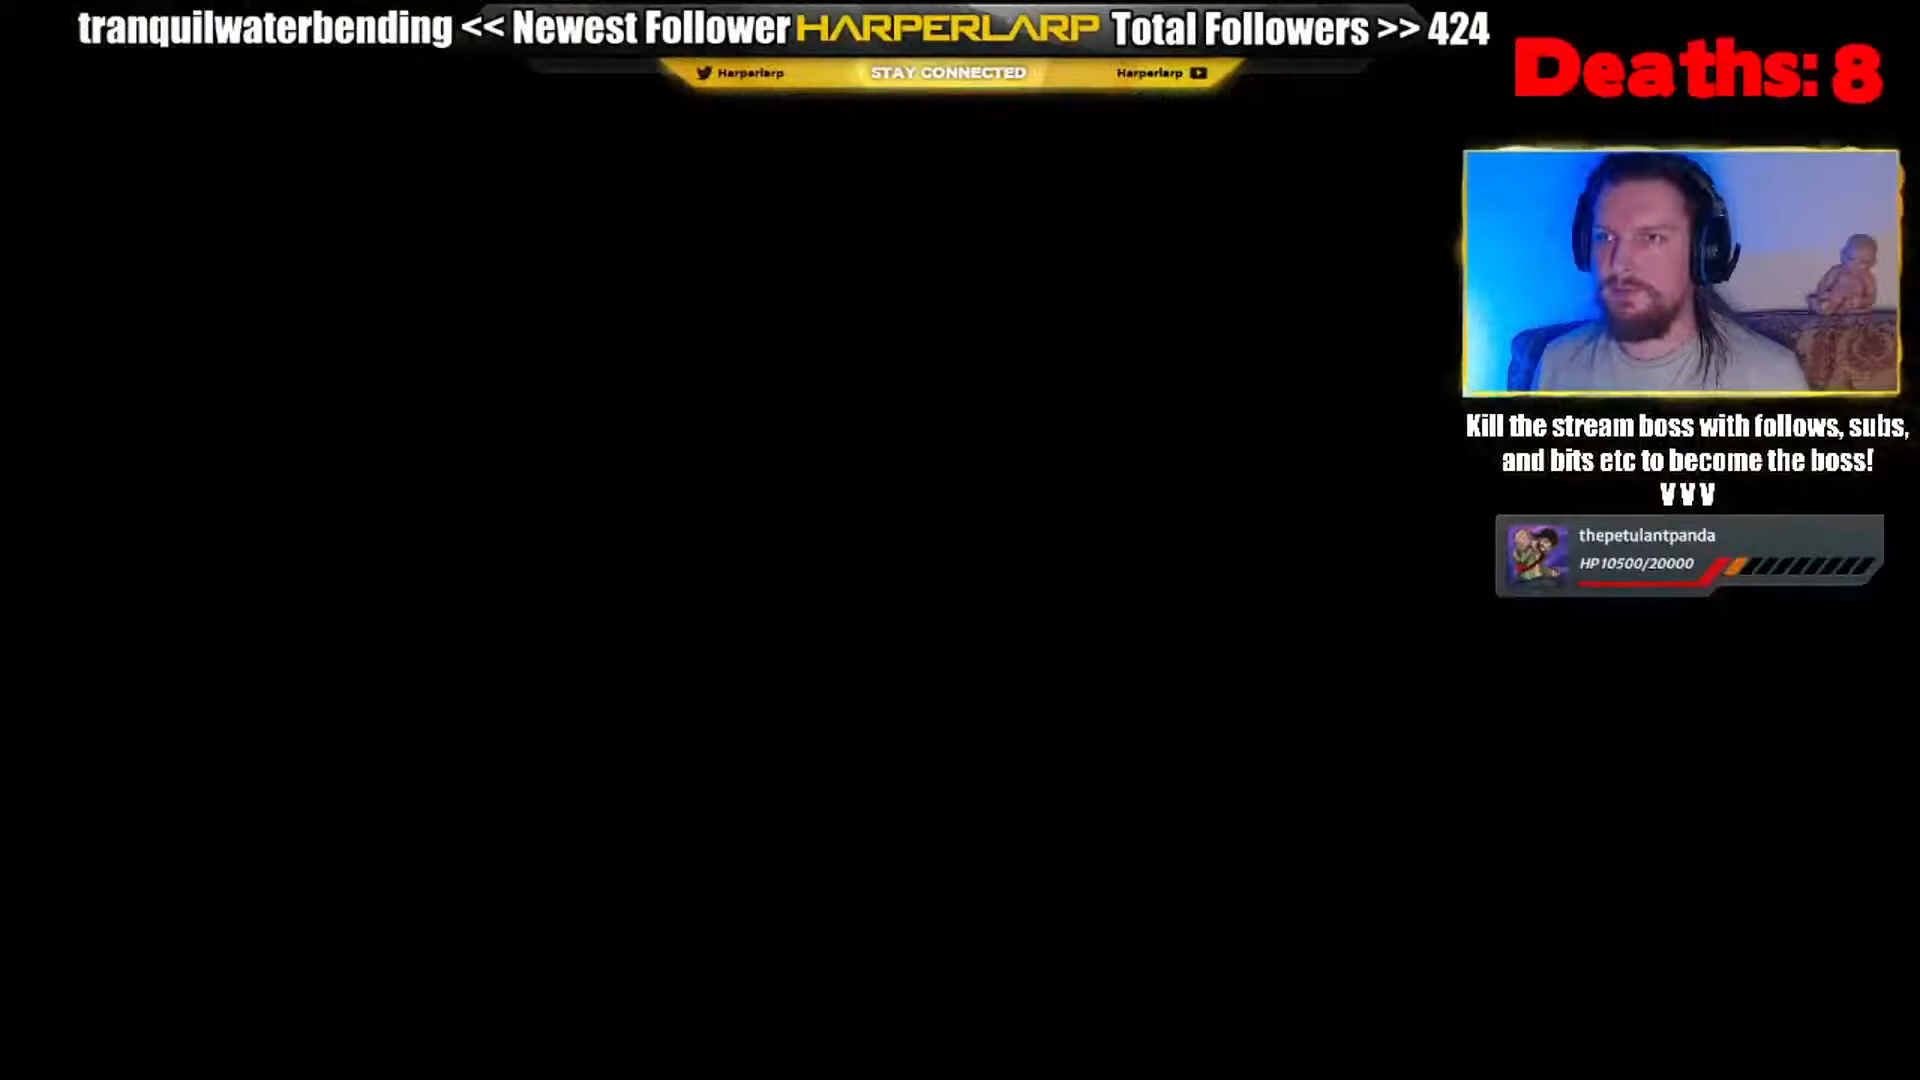 tranquilwaterbending << Newest Follower HARPERLARP Total Followers >> 424
Harperlarp STAY CONNECTED Harperlarp
Deaths: 8
Kill the stream boss with follows, subs,
and bits etc to become the boss!
V V V
thepetulantpanda
HP 10500/20000